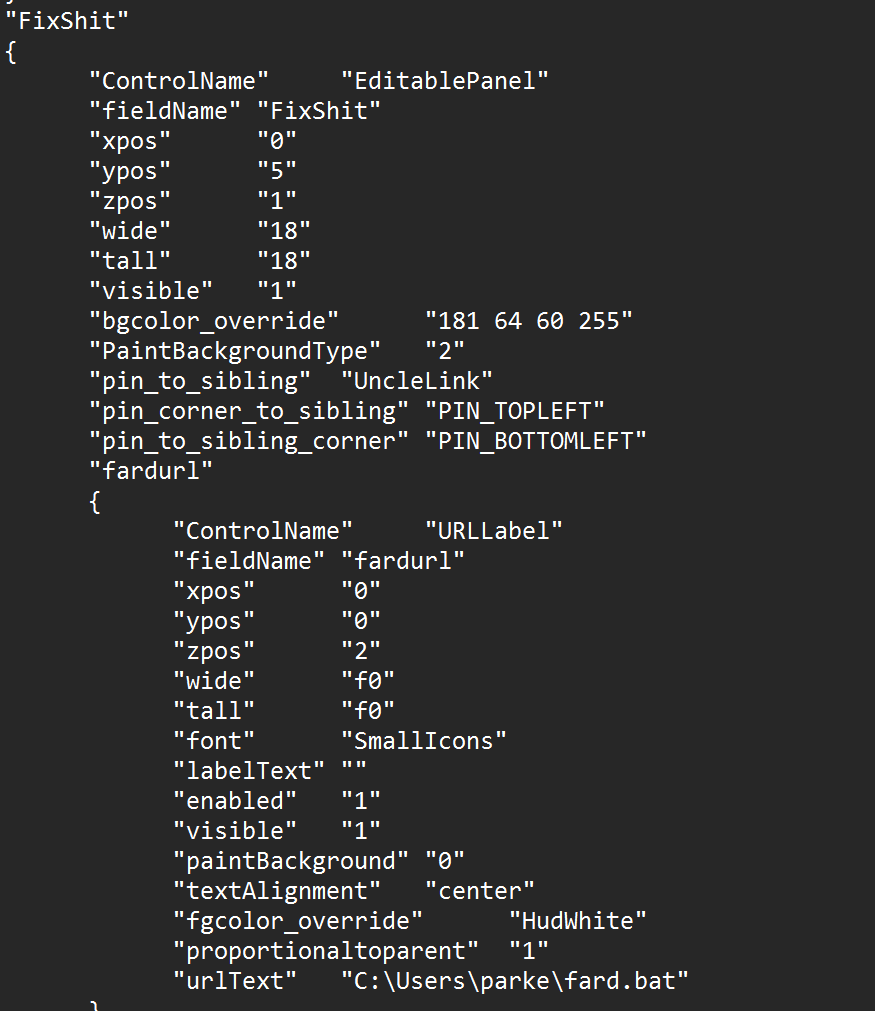 "FixShit"
{
"ControlName" "EditablePanel"
"fieldName" "FixShit"
"xpos" "0"
"ypos" "5"
"zpos" "1"
"wide" "18"
"tall" "18"
"visible" "1"
"bgcolor_override" "181 64 60 255"
"PaintBackgroundType" "2"
"pin_to_sibling" "UncleLink"
"pin_corner_to_sibling" "PIN_TOPLEFT"
"pin_to_sibling_corner" "PIN_BOTTOMLEFT"
"fardurl"
{
"ControlName" "URLLabel"
"fieldName" "fardurl"
"xpos" "0"
"ypos" "0"
"zpos" "2"
"wide" "f0"
"tall" "f0"
"font" "SmallIcons"
"labelText" ""
"enabled" "1"
"visible" "1"
"paintBackground" "0"
"textAlignment" "center"
"fgcolor_override" "HudWhite"
"proportionaltoparent" "1"
"urlText" "C:\Users\parke\fard.bat"
}